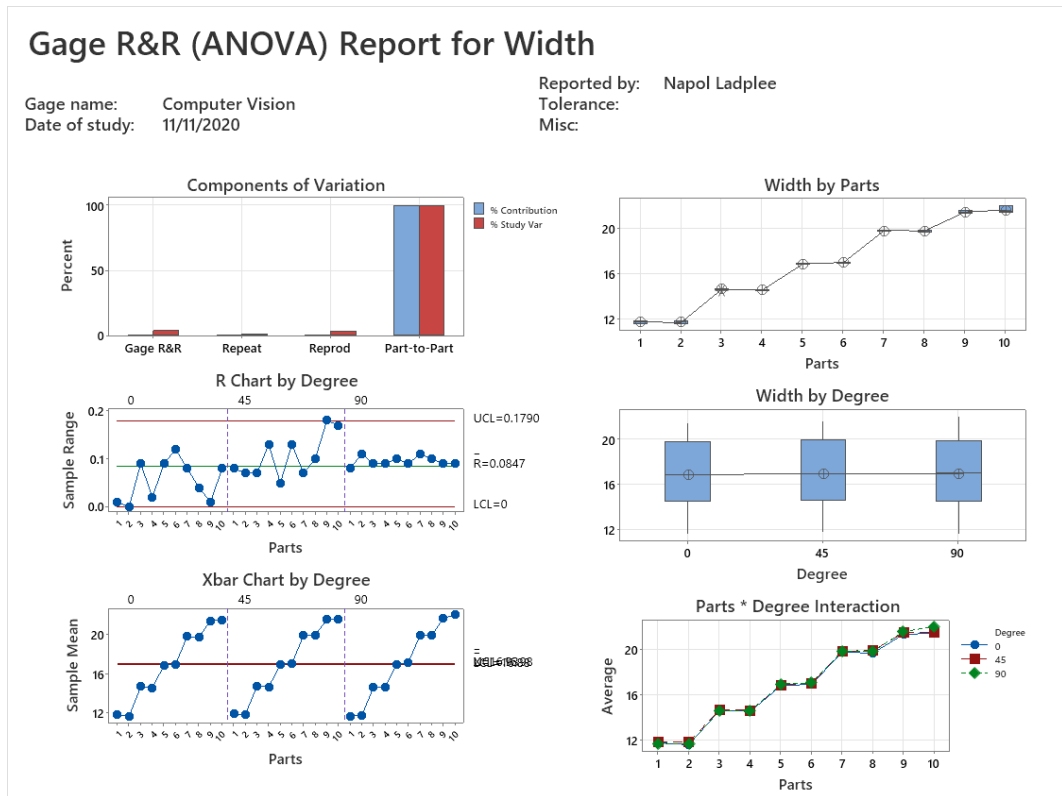 Gage R&R (ANOVA) Report for Width
Gage name: Computer Vision
Date of study: 11/11/2020
Reported by: Napol Ladplee
Tolerance:
Misc:
Components of Variation
100
50
0
Percent
Gage R&R Repeat Reprod Part-to-Part
% Contribution
% Study Var
R Chart by Degree
0 45 90
0.2
0.1
0.0
Sample Range
UCL=0.1790
R=0.0847
LCL=0
1 2 3 4 5 6 7 8 9 10 1 2 3 4 5 6 7 8 9 10 1 2 3 4 5 6 7 8 9 10
Parts
Xbar Chart by Degree
0 45 90
20
16
12
Sample Mean
1 2 3 4 5 6 7 8 9 10 1 2 3 4 5 6 7 8 9 10 1 2 3 4 5 6 7 8 9 10
Parts
Width by Parts
20
16
12
1 2 3 4 5 6 7 8 9 10
Parts
Width by Degree
20
16
12
0 45 90
Degree
Parts * Degree Interaction
20
16
12
Average
1 2 3 4 5 6 7 8 9 10
Parts
Degree
0
45
90